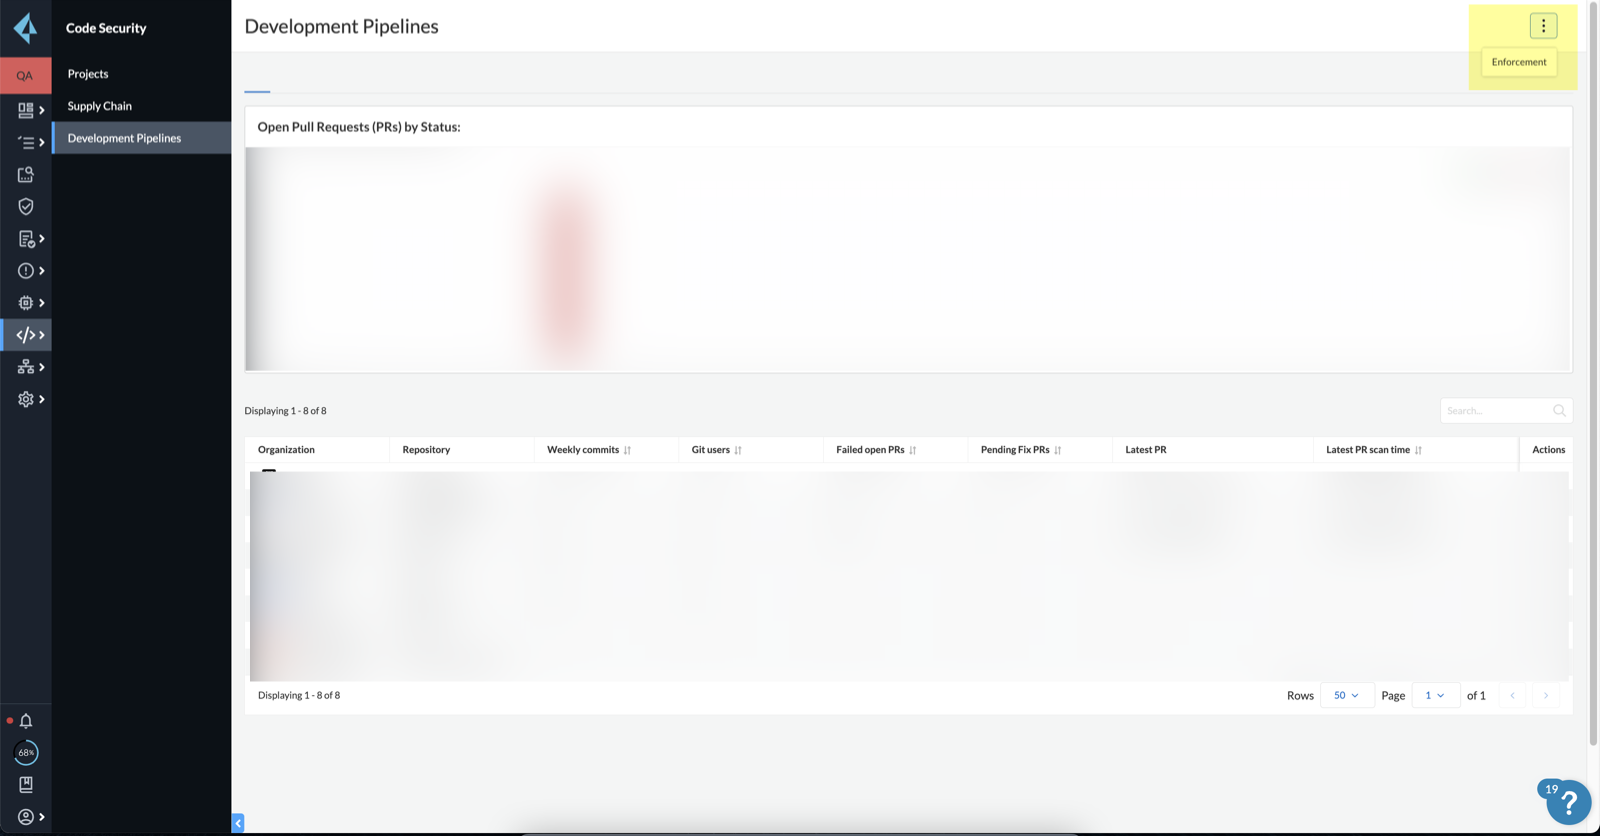 Code Security
Development Pipelines
Enforcement
QA
Projects
Supply Chain
Development Pipelines
Open Pull Requests (PRs) by Status:
Displaying 1 - 8 of 8
Search...
Organization Repository Weekly commits Git users Failed open PRs Pending Fix PRs Latest PR Latest PR scan time Actions
Displaying 1 - 8 of 8
Rows 50 Page 1 of 1
68%
19
?